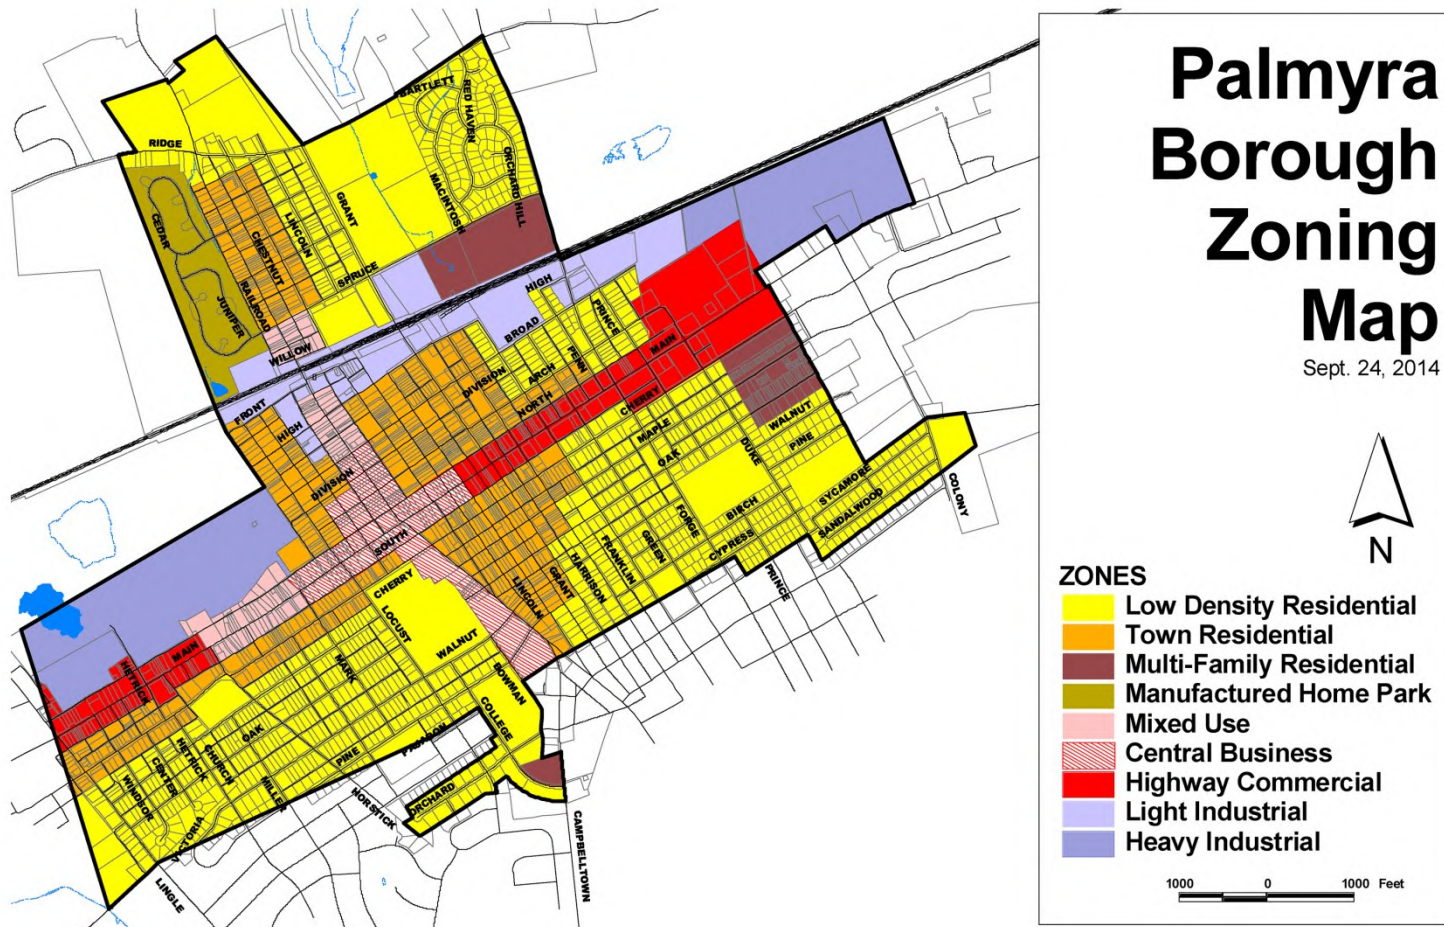 Palmyra
Borough
Zoning
Map
Sept. 24, 2014
N
ZONES
Low Density Residential
Town Residential
Multi-Family Residential
Manufactured Home Park
Mixed Use
Central Business
Highway Commercial
Light Industrial
Heavy Industrial
1000 0 1000 Feet
BARTLETT
RED HAVEN
RIDGE
ORCHARD HILL
MACINTOSH
GRANT
LINCOLN
CEDAR
CHESTNUT
SPRUCE
HIGH
JUNIPER
RAILROAD
PRINCE
BROAD
WILLOW
MAIN
PENN
ARCH
DIVISION
NORTH
CHERRY
FRONT
HIGH
MAPLE
WALNUT
OAK
DUKE
PINE
DIVISION
SYCAMORE
COLONY
SANDALWOOD
BIRCH
FORGE
SOUTH
CYPRESS
GREEN
FRANKLIN
HARRISON
PRINCE
GRANT
LINCOLN
CHERRY
LOCUST
WALNUT
MAIN
HETRICK
MARK
BOWMAN
COLLEGE
OAK
PARAGON
PINE
CHURCH
HETRICK
CENTER
WINDSOR
MILLER
ORCHARD
HORSTICK
VICTORIA
CAMPBELLTOWN
LINGLE